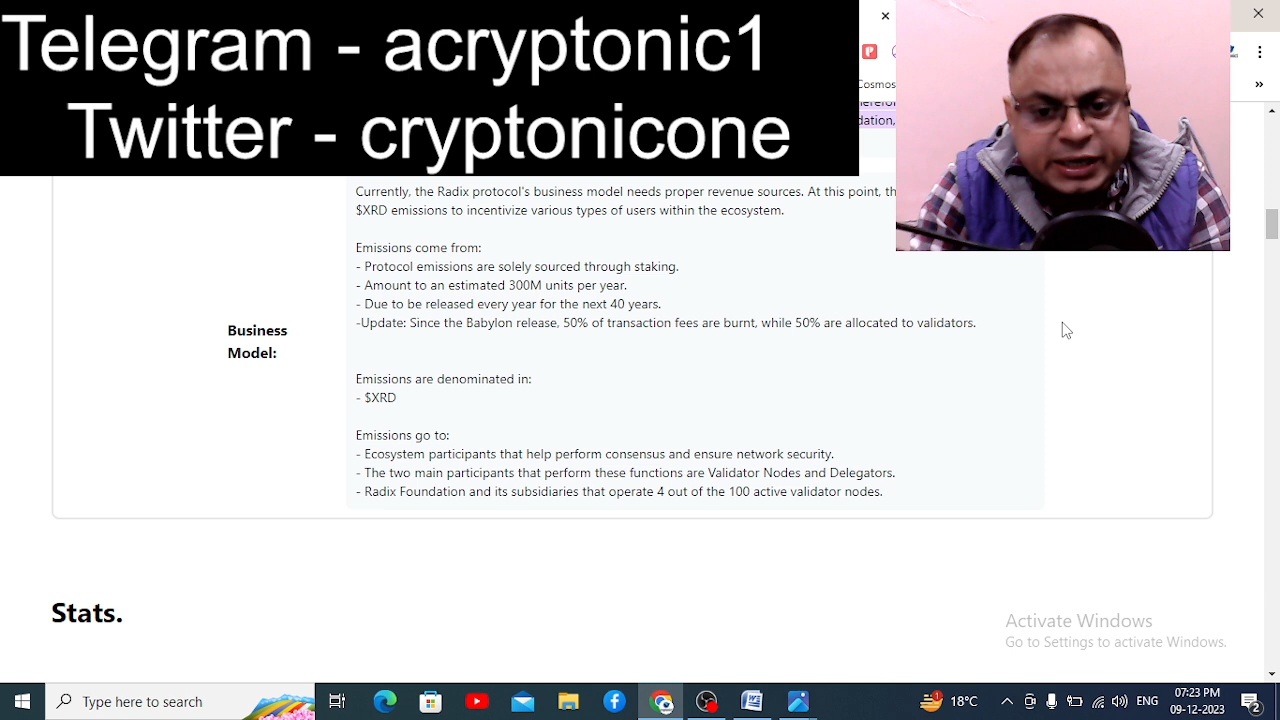 Telegram - acryptonic1
Twitter - cryptonicone
Cosmos
dation,
Currently, the Radix protocol's business model needs proper revenue sources. At this point,
$XRD emissions to incentivize various types of users within the ecosystem.
Emissions come from:
- Protocol emissions are solely sourced through staking.
- Amount to an estimated 300M units per year.
- Due to be released every year for the next 40 years.
-Update: Since the Babylon release, 50% of transaction fees are burnt, while 50% are allocated to validators.
Business
Model:
Emissions are denominated in:
- $XRD
Emissions go to:
- Ecosystem participants that help perform consensus and ensure network security.
- The two main participants that perform these functions are Validator Nodes and Delegators.
- Radix Foundation and its subsidiaries that operate 4 out of the 100 active validator nodes.
Stats.
Activate Windows
Go to Settings to activate Windows.
Type here to search
18°C
ENG
07:23 PM
09-12-2023